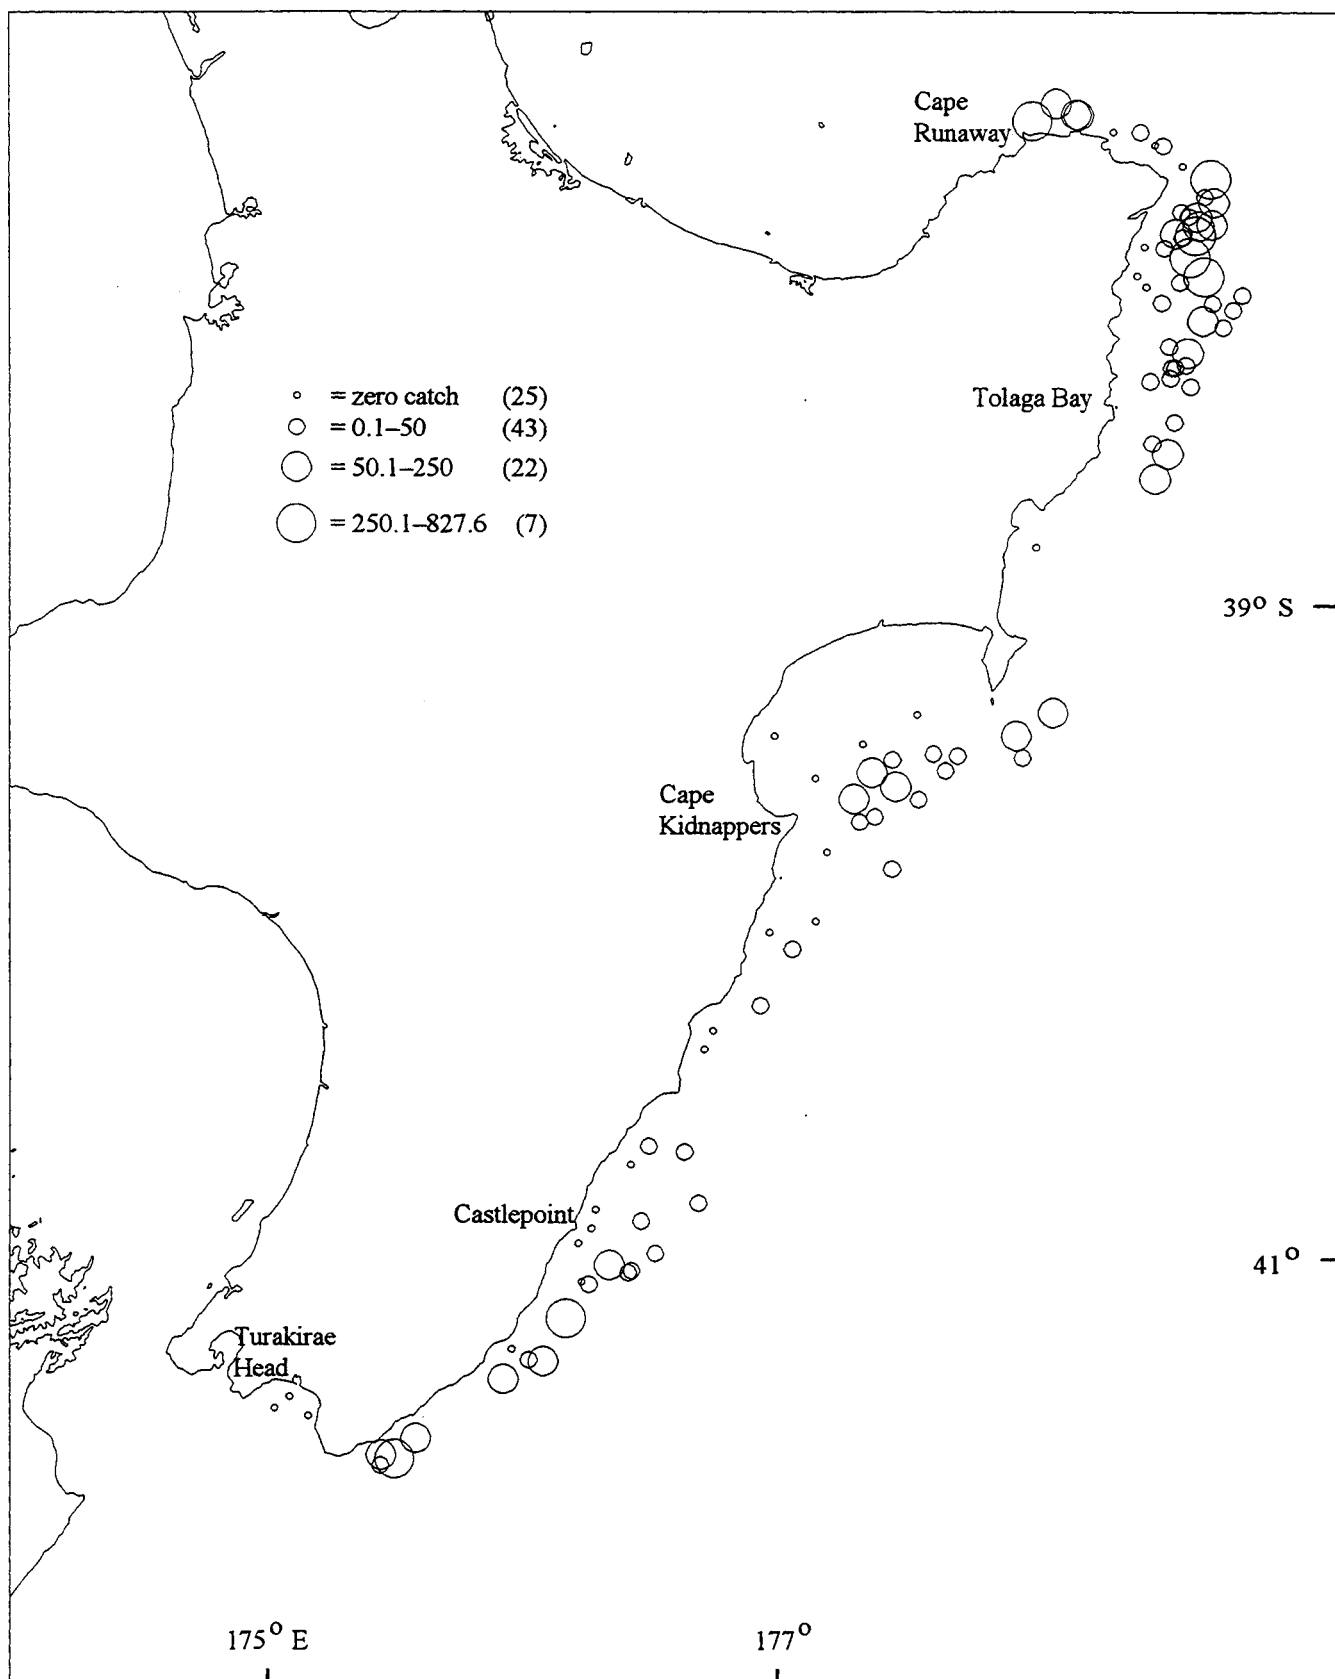 Cape
Runaway
= zero catch (25)
= 0.1–50 (43)
Tolaga Bay
= 50.1–250 (22)
= 250.1–827.6 (7)
39° S
Cape
Kidnappers
Castlepoint
41°
Turakirae
Head
175° E
177°